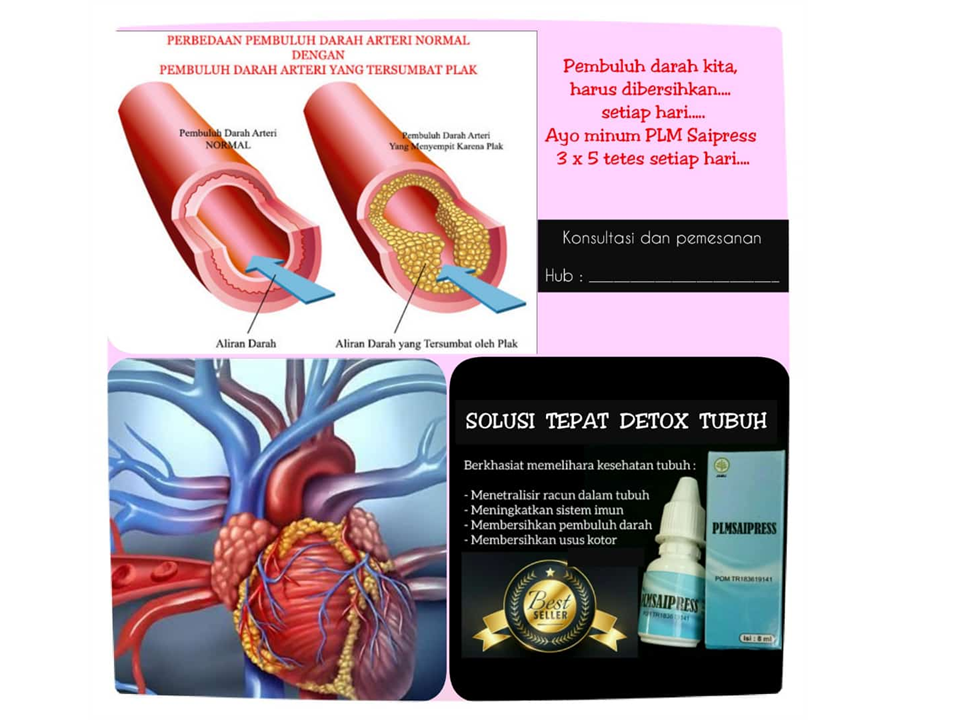 PERBEDAAN PEMBULUH DARAH ARTERI NORMAL
DENGAN
PEMBULUH DARAH ARTERI YANG TERSUMBAT PLAK
Pembuluh Darah Arteri
NORMAL
Pembuluh Darah Arteri
Yang Menyempit Karena Plak
Aliran Darah
Aliran Darah yang Tersumbat oleh Plak
Pembuluh darah kita,
harus dibersihkan....
setiap hari.....
Ayo minum PLM Saipress
3 x 5 tetes setiap hari....
Konsultasi dan pemesanan
Hub : ______________________
SOLUSI TEPAT DETOX TUBUH
Berkhasiat memelihara kesehatan tubuh :
- Menetralisir racun dalam tubuh
- Meningkatkan sistem imun
- Membersihkan pembuluh darah
- Membersihkan usus kotor
Best
SELLER
PLMSAIPRESS
POM TR183619141
PLMSAIPRESS
POM TR183619141
Isi : 8 ml